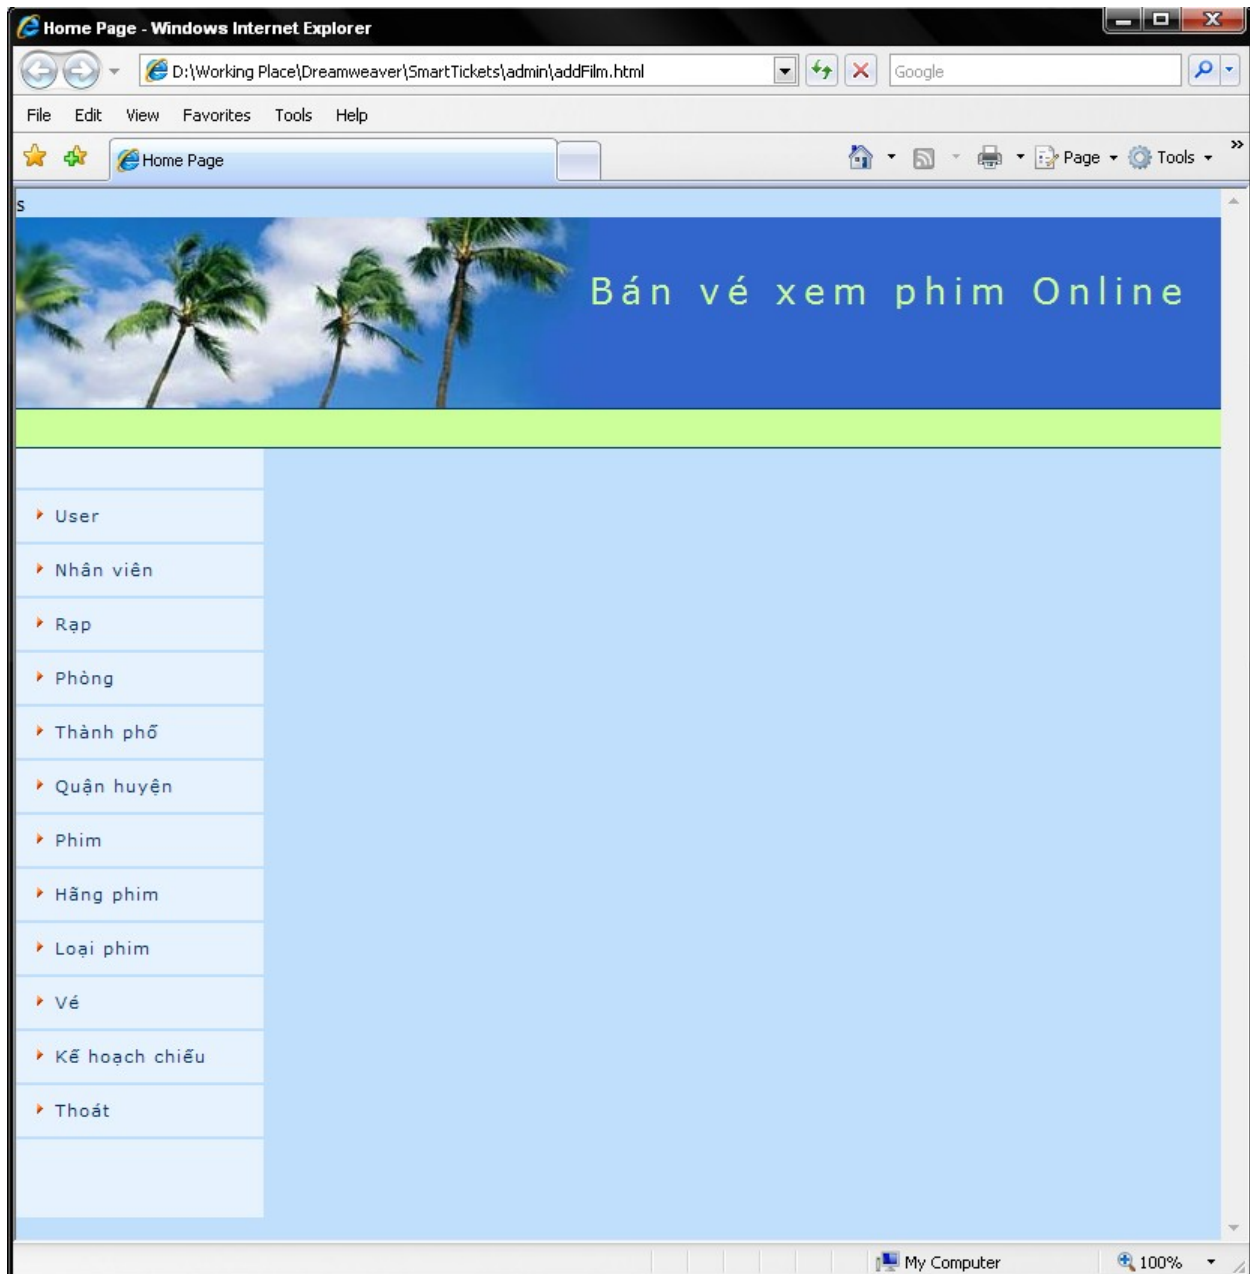 Home Page - Windows Internet Explorer
D:\Working Place\Dreamweaver\SmartTickets\admin\addFilm.html
Google
File Edit View Favorites Tools Help
Home Page
Page Tools »
s
Bán vé xem phim Online
User
Nhân viên
Rạp
Phòng
Thành phố
Quận huyện
Phim
Hãng phim
Loại phim
Vé
Kế hoạch chiếu
Thoát
My Computer
100%